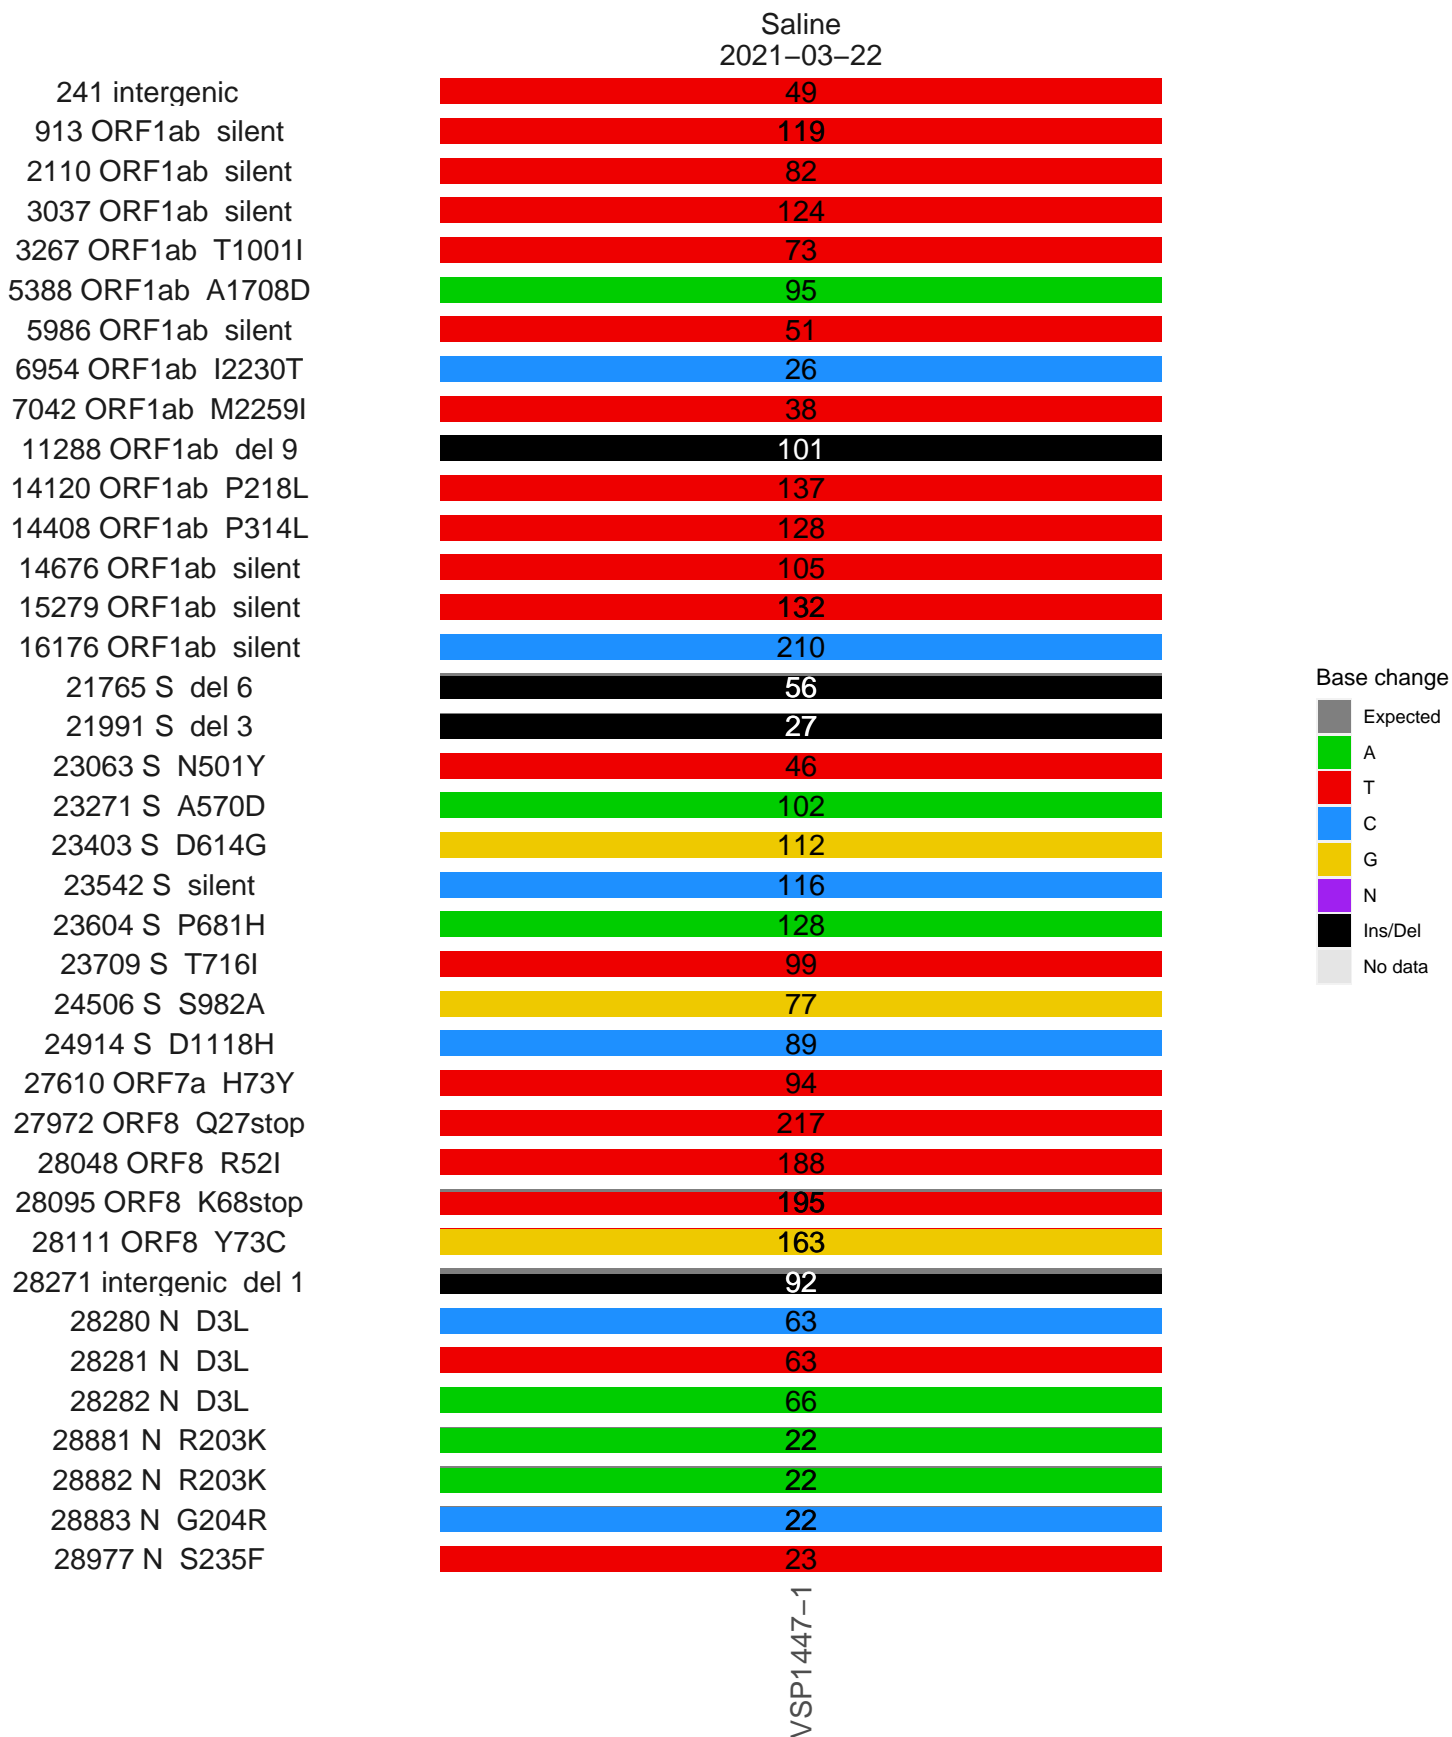 Saline
2021−03−22
241 intergenic 49
913 ORF1ab silent 119
2110 ORF1ab silent 82
3037 ORF1ab silent 124
3267 ORF1ab T1001I 73
5388 ORF1ab A1708D 95
5986 ORF1ab silent 51
6954 ORF1ab I2230T 26
7042 ORF1ab M2259I 38
11288 ORF1ab del 9 101
14120 ORF1ab P218L 137
14408 ORF1ab P314L 128
14676 ORF1ab silent 105
15279 ORF1ab silent 132
16176 ORF1ab silent 210
21765 S del 6 56
21991 S del 3 27
23063 S N501Y 46
23271 S A570D 102
23403 S D614G 112
23542 S silent 116
23604 S P681H 128
23709 S T716I 99
24506 S S982A 77
24914 S D1118H 89
27610 ORF7a H73Y 94
27972 ORF8 Q27stop 217
28048 ORF8 R52I 188
28095 ORF8 K68stop 195
28111 ORF8 Y73C 163
28271 intergenic del 1 92
28280 N D3L 63
28281 N D3L 63
28282 N D3L 66
28881 N R203K 22
28882 N R203K 22
28883 N G204R 22
28977 N S235F 23
VSP1447−1
Base change
Expected
A
T
C
G
N
Ins/Del
No data